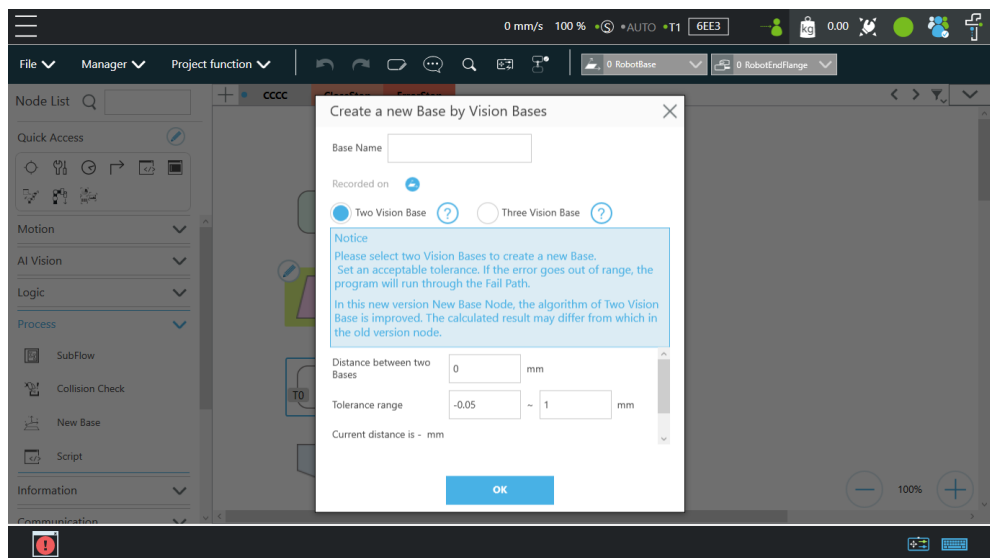 0 mm/s 100 % •Ⓢ •AUTO •T1 6EE3 kg 0.00
File Manager Project function 0 RobotBase 0 RobotEndFlange
Node List
cccc
Quick Access
Motion
AI Vision
Logic
Process
SubFlow
Collision Check
New Base
Script
Information
Communication
T0
Create a new Base by Vision Bases
Base Name
Recorded on
Two Vision Base ? Three Vision Base ?
Notice
Please select two Vision Bases to create a new Base.
Set an acceptable tolerance. If the error goes out of range, the
program will run through the Fail Path.
In this new version New Base Node, the algorithm of Two Vision
Base is improved. The calculated result may differ from which in
the old version node.
Distance between two
Bases
0 mm
Tolerance range -0.05 ~ 1 mm
Current distance is - mm
OK
100%